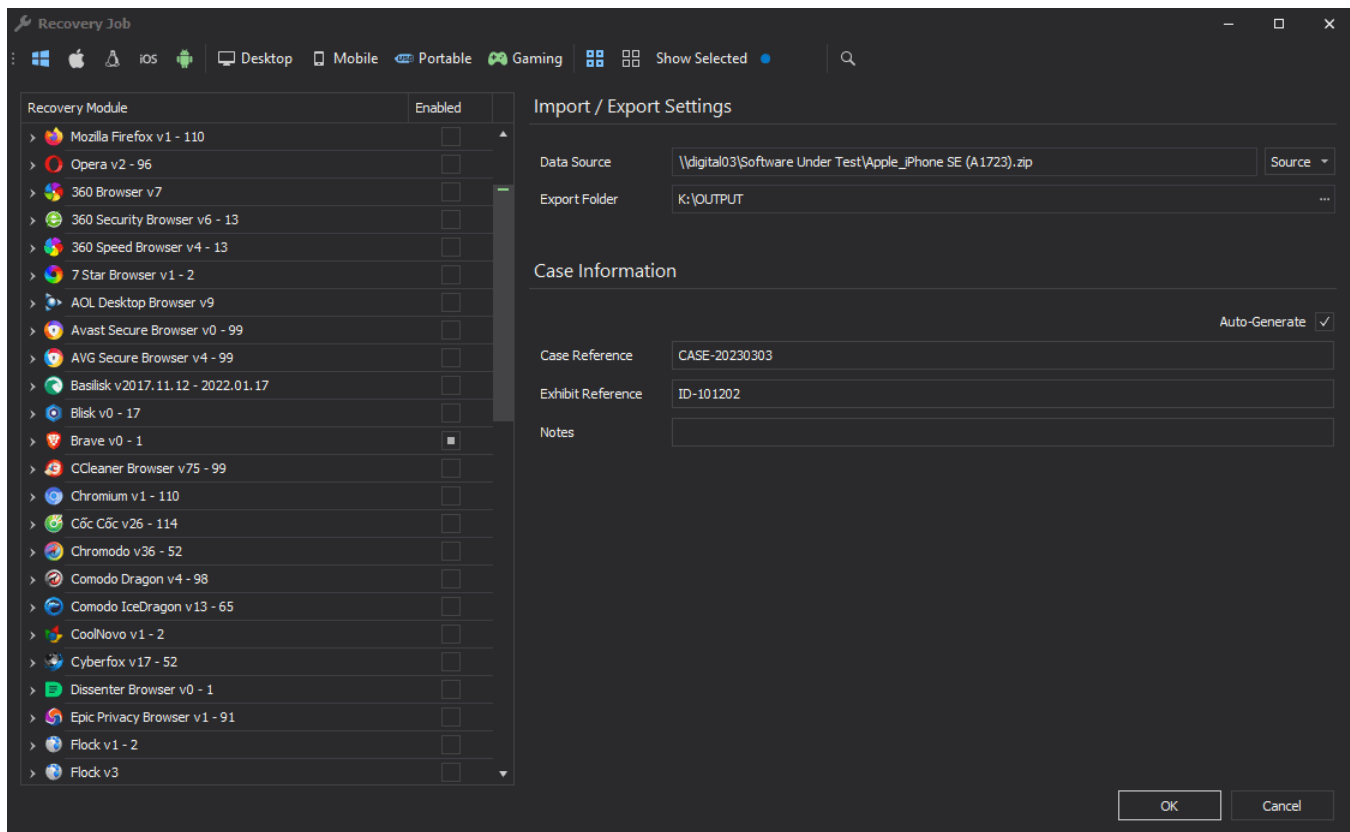 Recovery Job
iOS Desktop Mobile Portable Gaming Show Selected
Recovery Module Enabled
Mozilla Firefox v1 - 110
Opera v2 - 96
360 Browser v7
360 Security Browser v6 - 13
360 Speed Browser v4 - 13
7 Star Browser v1 - 2
AOL Desktop Browser v9
Avast Secure Browser v0 - 99
AVG Secure Browser v4 - 99
Basilisk v2017.11.12 - 2022.01.17
Blisk v0 - 17
Brave v0 - 1
CCleaner Browser v75 - 99
Chromium v1 - 110
Cốc Cốc v26 - 114
Chromodo v36 - 52
Comodo Dragon v4 - 98
Comodo IceDragon v13 - 65
CoolNovo v1 - 2
Cyberfox v17 - 52
Dissenter Browser v0 - 1
Epic Privacy Browser v1 - 91
Flock v1 - 2
Flock v3
Import / Export Settings
Data Source \\digital03\Software Under Test\Apple_iPhone SE (A1723).zip Source
Export Folder K:\OUTPUT ...
Case Information
Auto-Generate
Case Reference CASE-20230303
Exhibit Reference ID-101202
Notes
OK Cancel